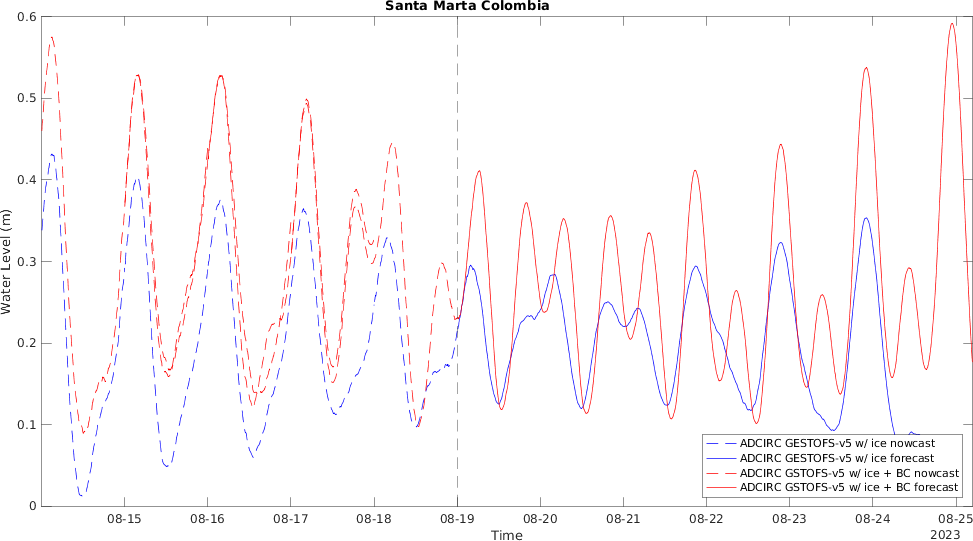 Santa Marta Colombia
0.6
0.5
0.4
0.3
0.2
0.1
0
Water Level (m)
ADCIRC GESTOFS-v5 w/ ice nowcast
ADCIRC GESTOFS-v5 w/ ice forecast
ADCIRC GSTOFS-v5 w/ ice + BC nowcast
ADCIRC GSTOFS-v5 w/ ice + BC forecast
08-15 08-16 08-17 08-18 08-19 08-20 08-21 08-22 08-23 08-24 08-25
Time
2023